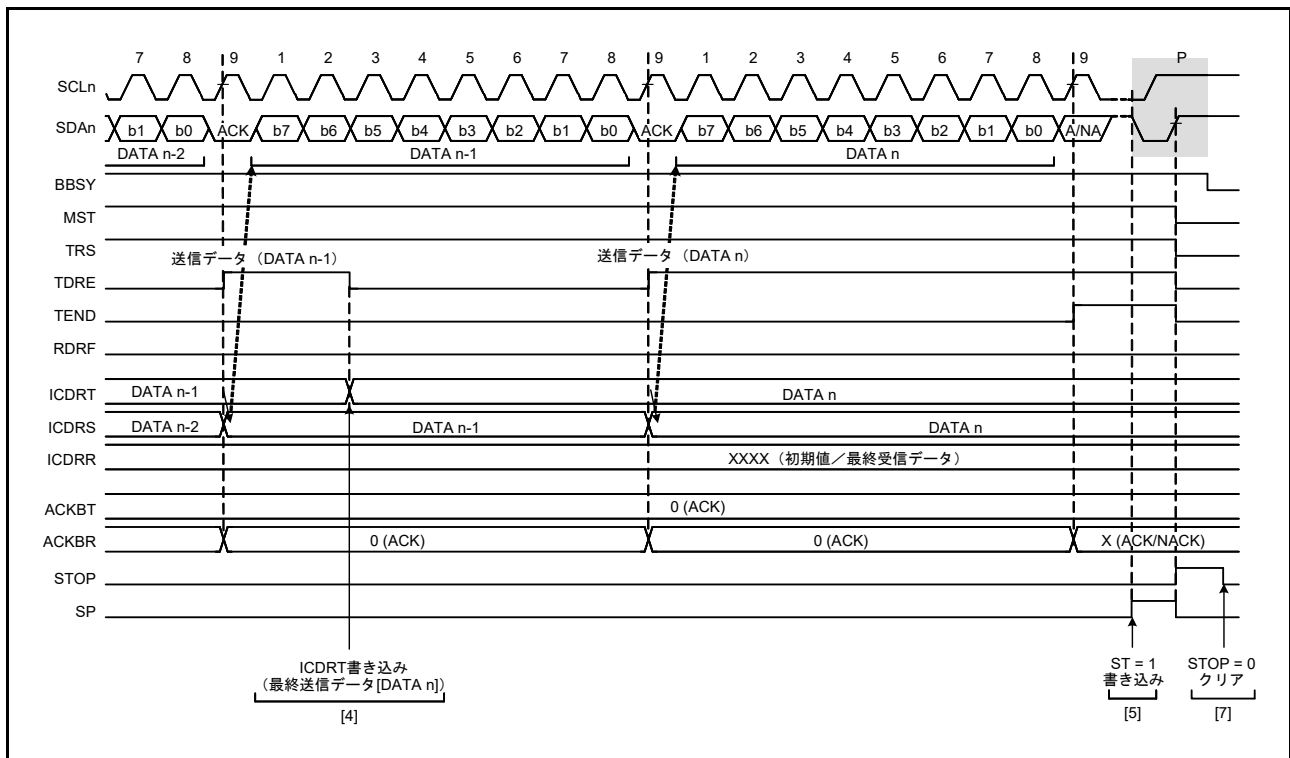 7 8 9 1 2 3 4 5 6 7 8 9 1 2 3 4 5 6 7 8 9 P
SCLn
SDAn b1 b0 ACK b7 b6 b5 b4 b3 b2 b1 b0 ACK b7 b6 b5 b4 b3 b2 b1 b0 A/NA
DATA n-2 DATA n-1 DATA n
BBSY
MST
TRS
送信データ（DATA n-1） 送信データ（DATA n）
TDRE
TEND
RDRF
ICDRT DATA n-1 DATA n
ICDRS DATA n-2 DATA n-1 DATA n
ICDRR XXXX（初期値／最終受信データ）
ACKBT 0 (ACK)
ACKBR 0 (ACK) 0 (ACK) X (ACK/NACK)
STOP
SP
ICDRT書き込み
（最終送信データ[DATA n]）
[4]
ST = 1
書き込み
[5]
STOP = 0
クリア
[7]